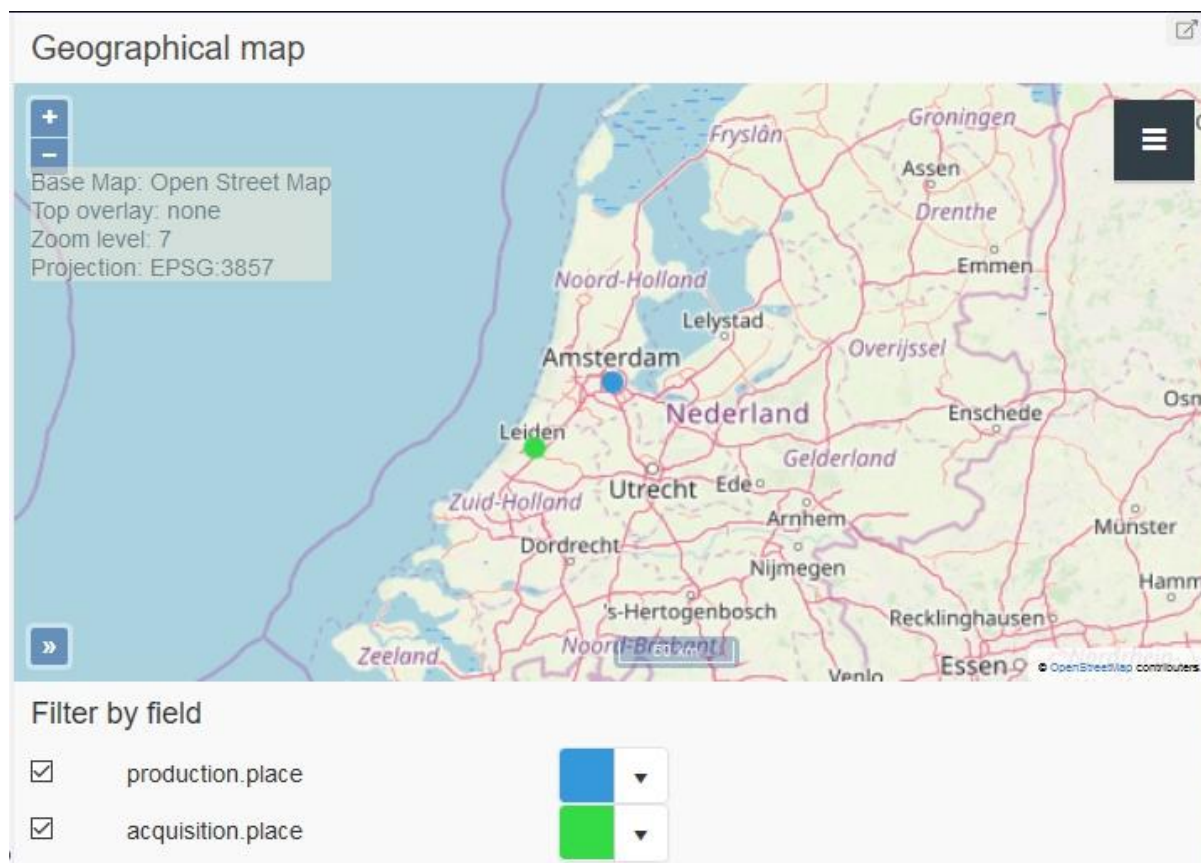 Geographical map
+
−
Base Map: Open Street Map
Top overlay: none
Zoom level: 7
Projection: EPSG:3857
Groningen
Fryslân
Assen
Drenthe
Emmen
Noord-Holland
Lelystad
Overijssel
Amsterdam
Nederland
Enschede
Osn
Leiden
Gelderland
Utrecht
Ede
Zuid-Holland
Arnhem
Münster
Dordrecht
Nijmegen
Hamm
's-Hertogenbosch
Recklinghausen
»
Zeeland
Noord-Brabant
Venlo
Essen
© OpenStreetMap contributors.
Filter by field
production.place
acquisition.place